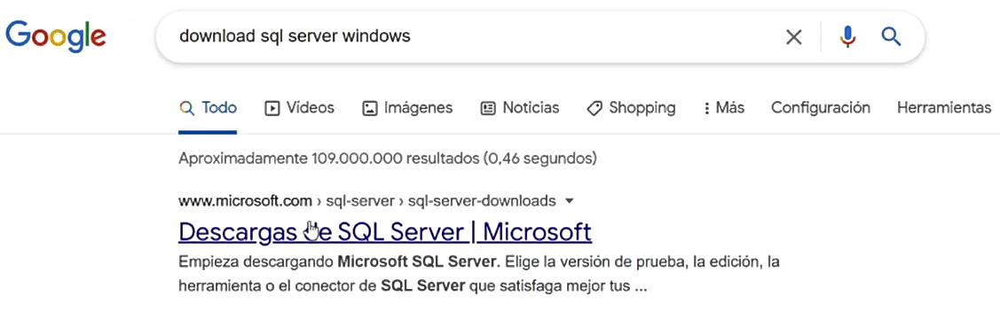 Google
download sql server windows
Todo Vídeos Imágenes Noticias Shopping Más Configuración Herramientas
Aproximadamente 109.000.000 resultados (0,46 segundos)
www.microsoft.com › sql-server › sql-server-downloads
Descargas de SQL Server | Microsoft
Empieza descargando Microsoft SQL Server. Elige la versión de prueba, la edición, la
herramienta o el conector de SQL Server que satisfaga mejor tus ...